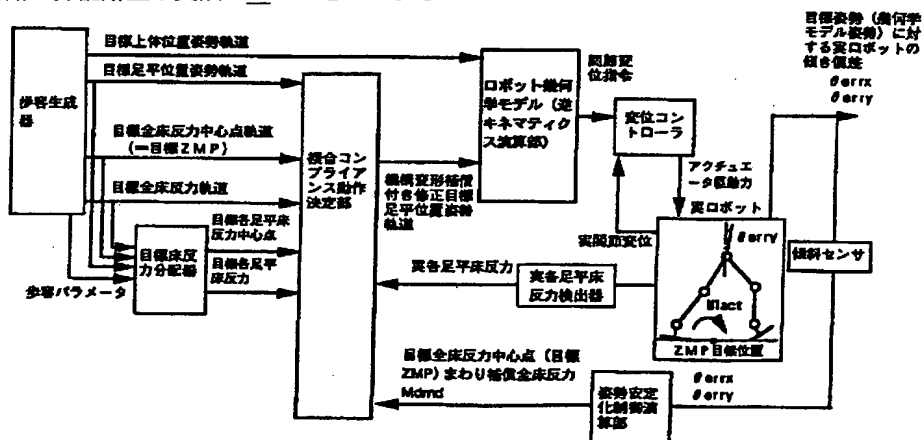 目標上体位置姿勢軌道
目標足平位置姿勢軌道
歩容生成
器
目標全床反力中心点軌道
(=目標ZMP)
目標全床反力軌道
歩容パラメータ
目標床反
力分配器
目標各足平床
反力中心点
目標各足平
床反力
複合コン
プライア
ンス動作
決定部
機構変形補償
付き修正目標
足平位置姿勢
軌道
ロボット幾何
学モデル(逆
キネマティク
ス演算部)
関節変
位指令
変位コン
トローラ
アクチュエ
ータ駆動力
実ロボット
実関節変位
実各足平床反力
実各足平床
反力検出器
θerry
Mact
ZMP目標位置
目標姿勢(幾何学
モデル姿勢)に対
する実ロボットの
傾き偏差
θerrx
θerry
傾斜センサ
目標全床反力中心点(目標
ZMP)まわり補償全床反力
Mdmd
姿勢安定
化制御演
算部
θerrx
θerry